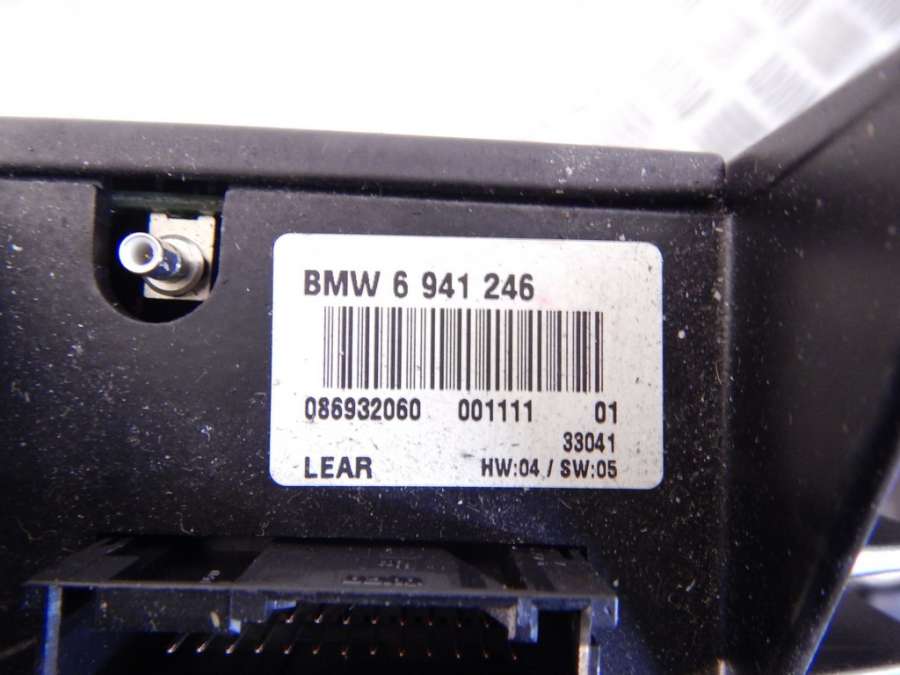 BMW 6 941 246
086932060 001111 01
33041
LEAR HW:04 / SW:05